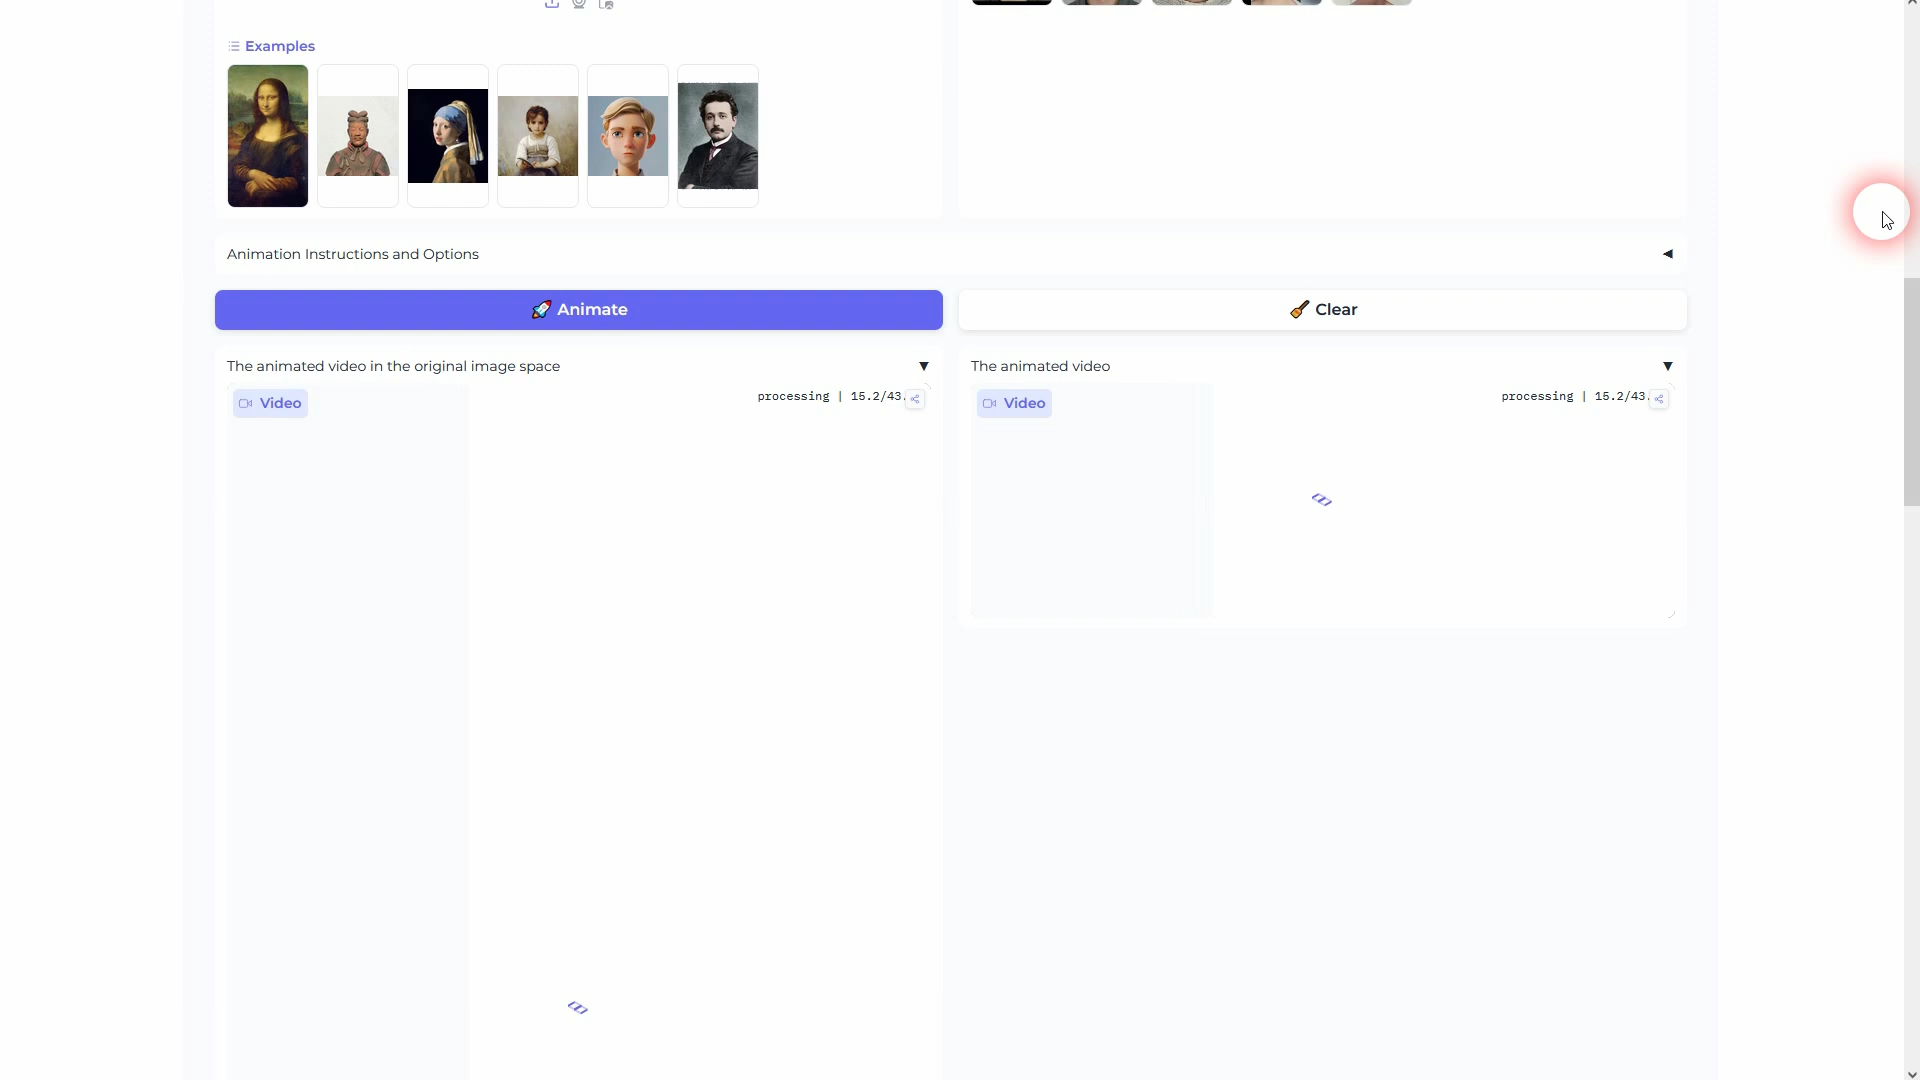 Examples
Animation Instructions and Options
Animate
Clear
The animated video in the original image space
The animated video
Video
processing | 15.2/43.
Video
processing | 15.2/43.